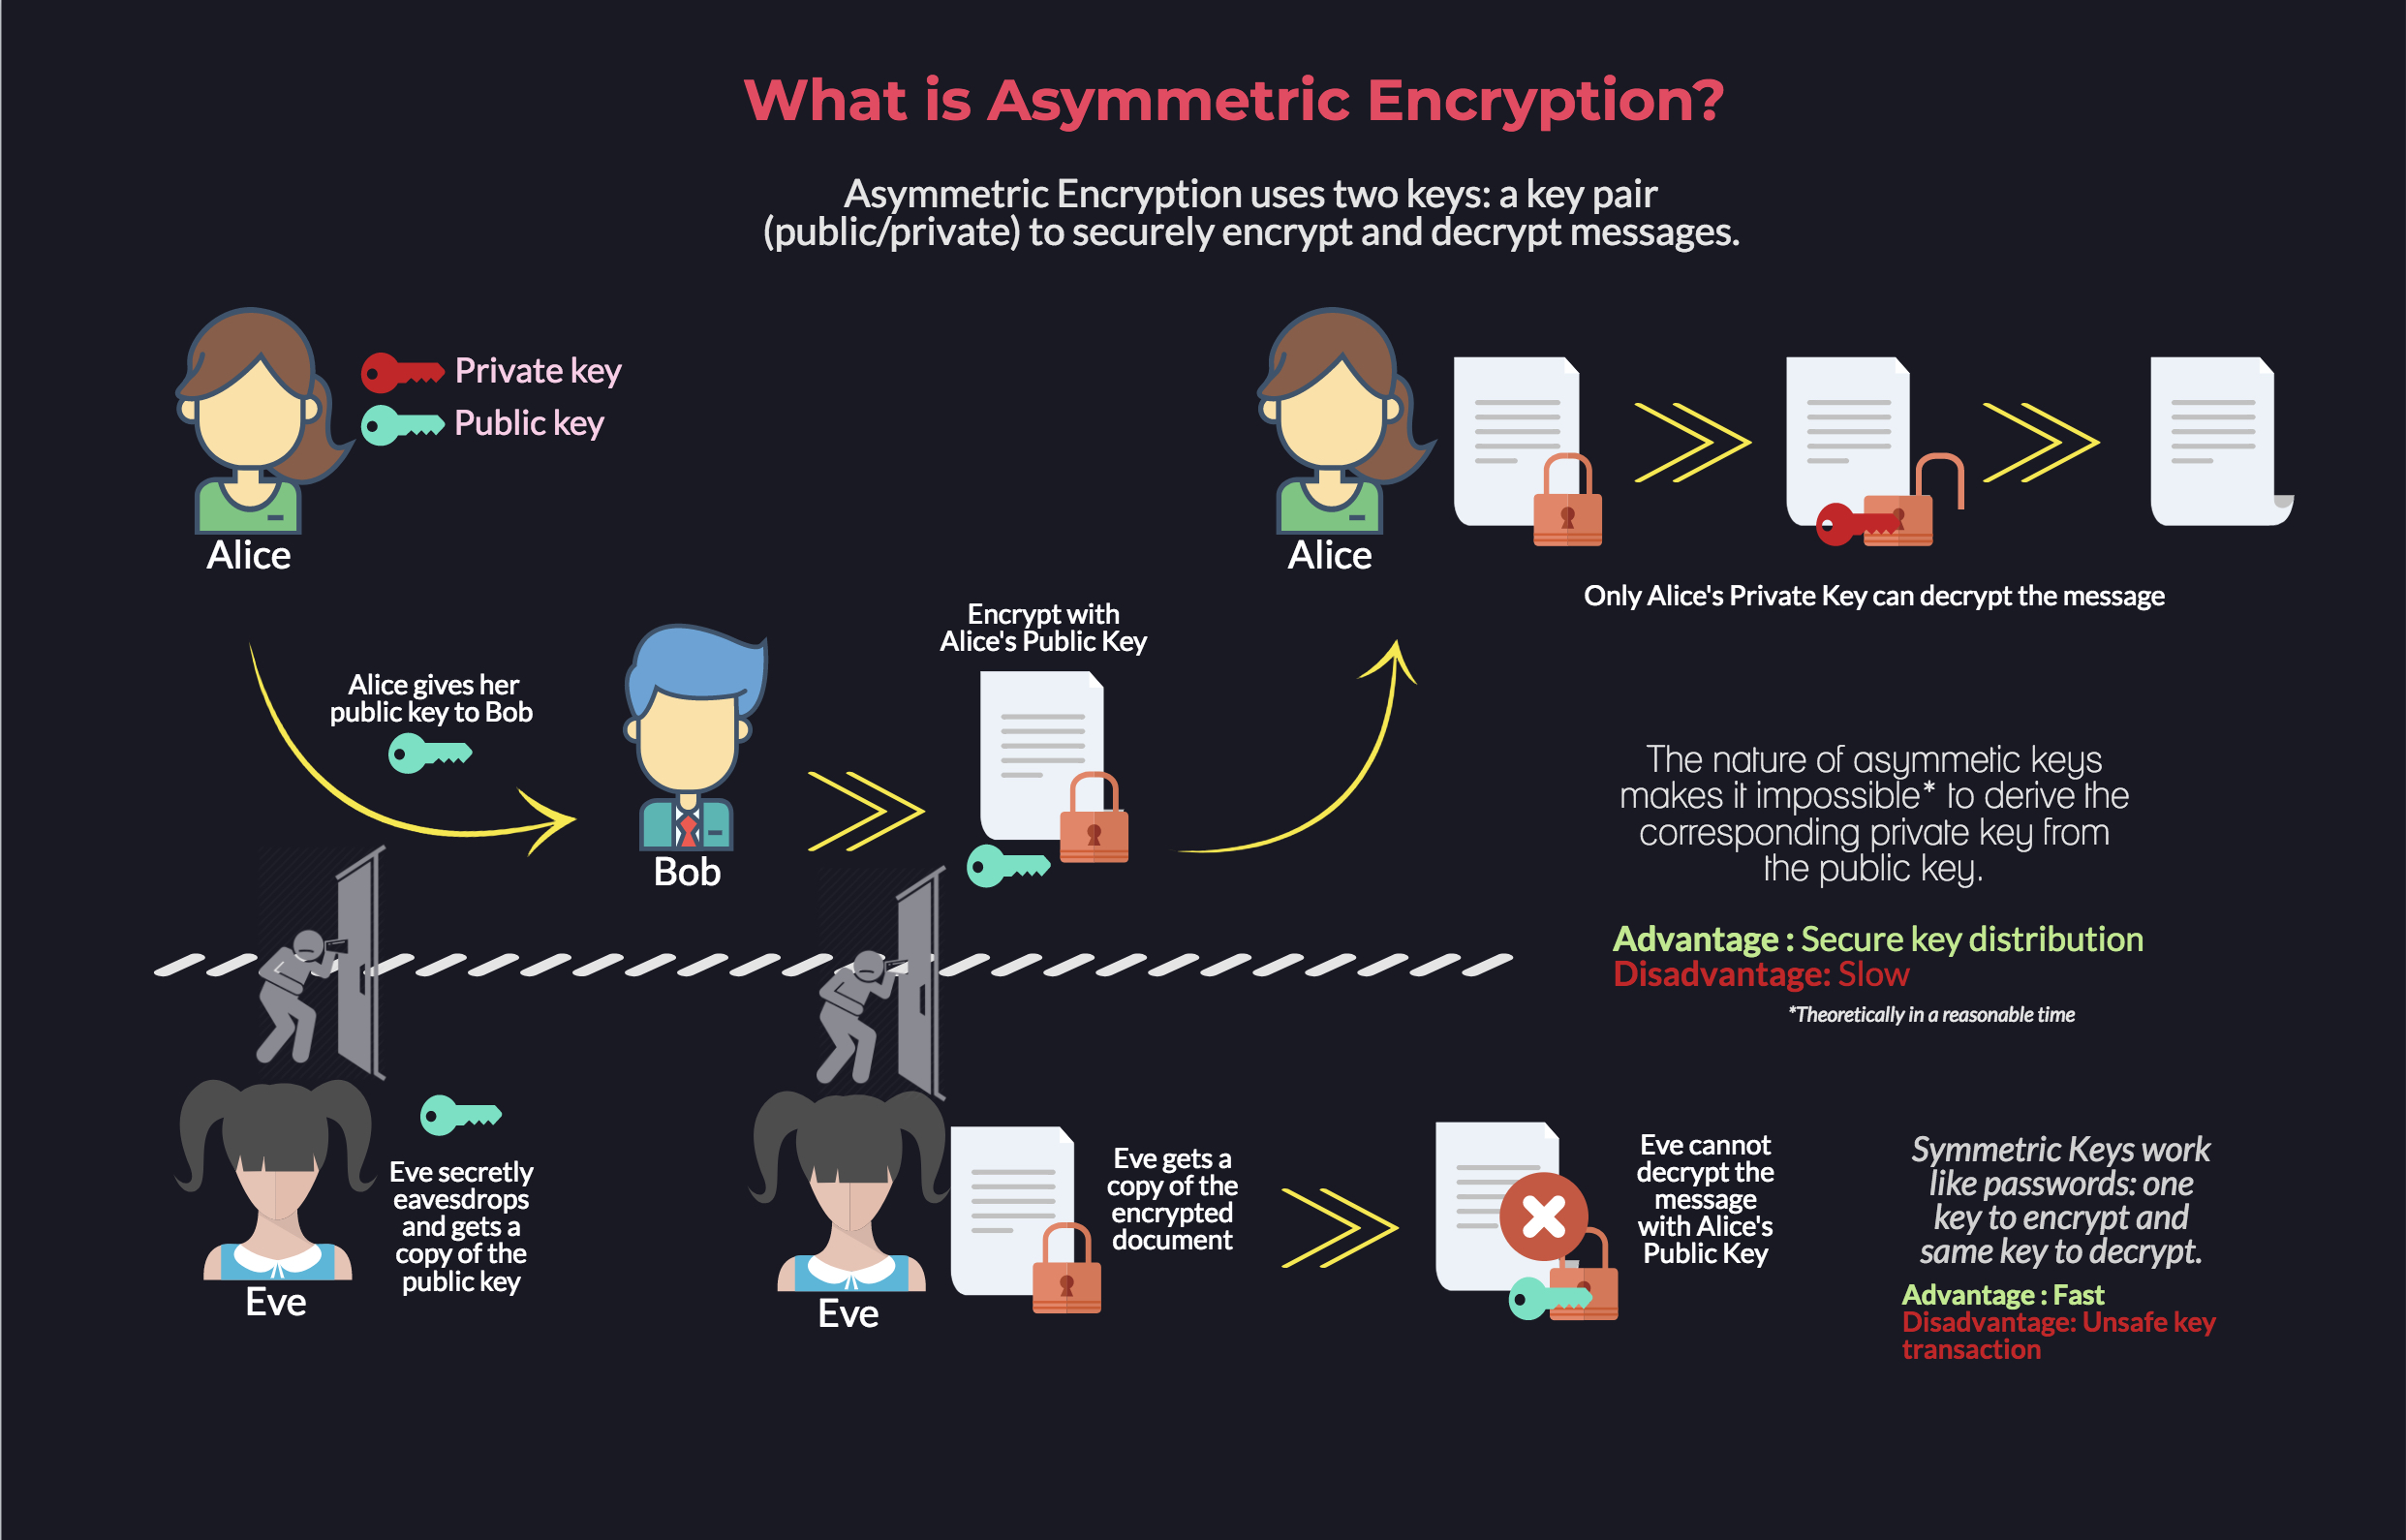 What is Asymmetric Encryption?
Asymmetric Encryption uses two keys: a key pair
(public/private) to securely encrypt and decrypt messages.
Private key
Public key
Alice
Alice
Only Alice's Private Key can decrypt the message
Alice gives her
public key to Bob
Bob
Encrypt with
Alice's Public Key
The nature of asymmetic keys
makes it impossible* to derive the
corresponding private key from
the public key.
Advantage : Secure key distribution
Disadvantage: Slow
*Theoretically in a reasonable time
Eve secretly
eavesdrops
and gets a
copy of the
public key
Eve
Eve
Eve gets a
copy of the
encrypted
document
Eve cannot
decrypt the
message
with Alice's
Public Key
Symmetric Keys work
like passwords: one
key to encrypt and
same key to decrypt.
Advantage : Fast
Disadvantage: Unsafe key
transaction